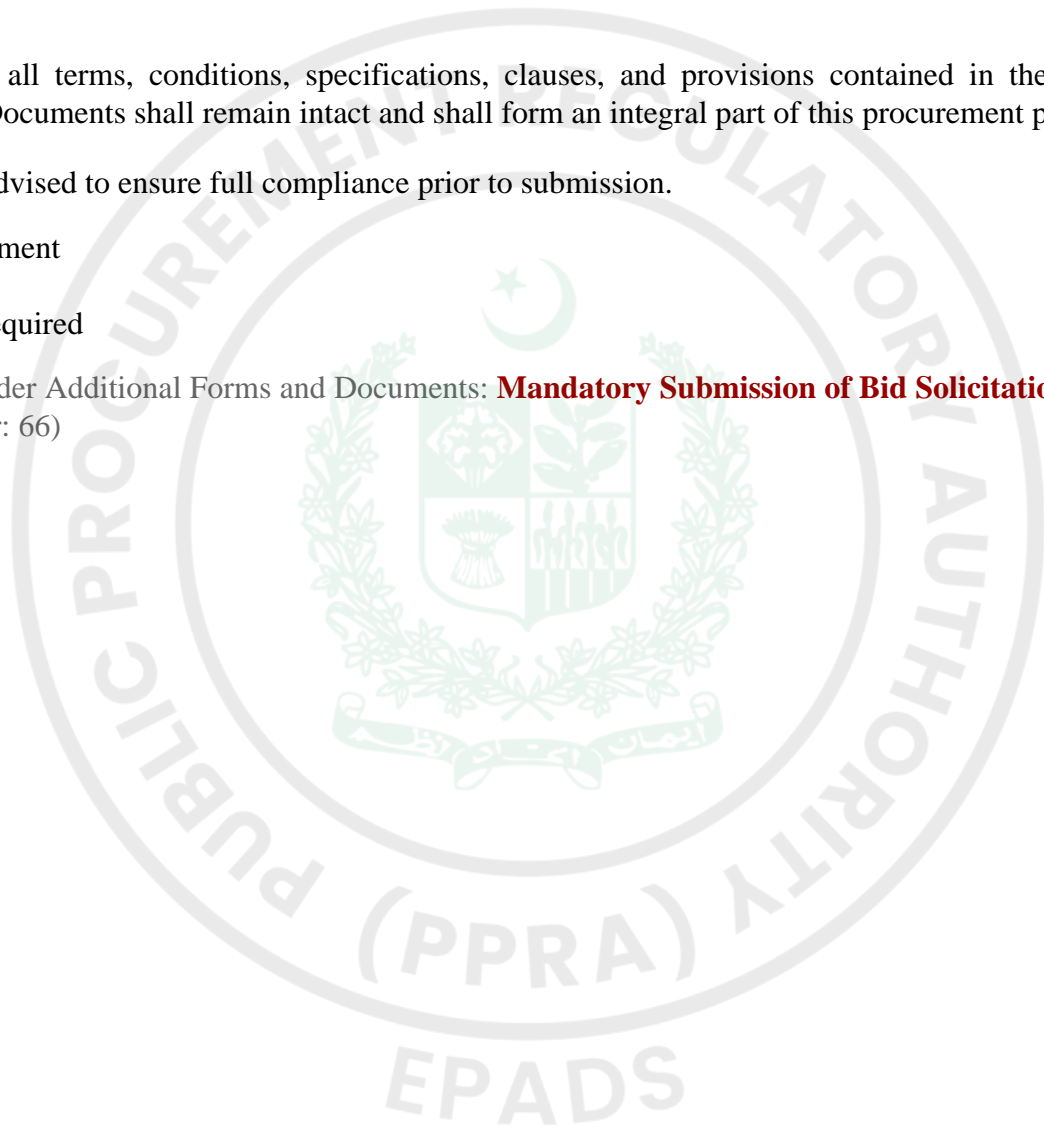 all terms, conditions, specifications, clauses, and provisions contained in the
Documents shall remain intact and shall form an integral part of this procurement p
dvised to ensure full compliance prior to submission.
ment
quired
der Additional Forms and Documents: Mandatory Submission of Bid Solicitatio
: 66)
PUBLIC PROCUREMENT REGULATORY AUTHORITY
(PPRA)
EPADS